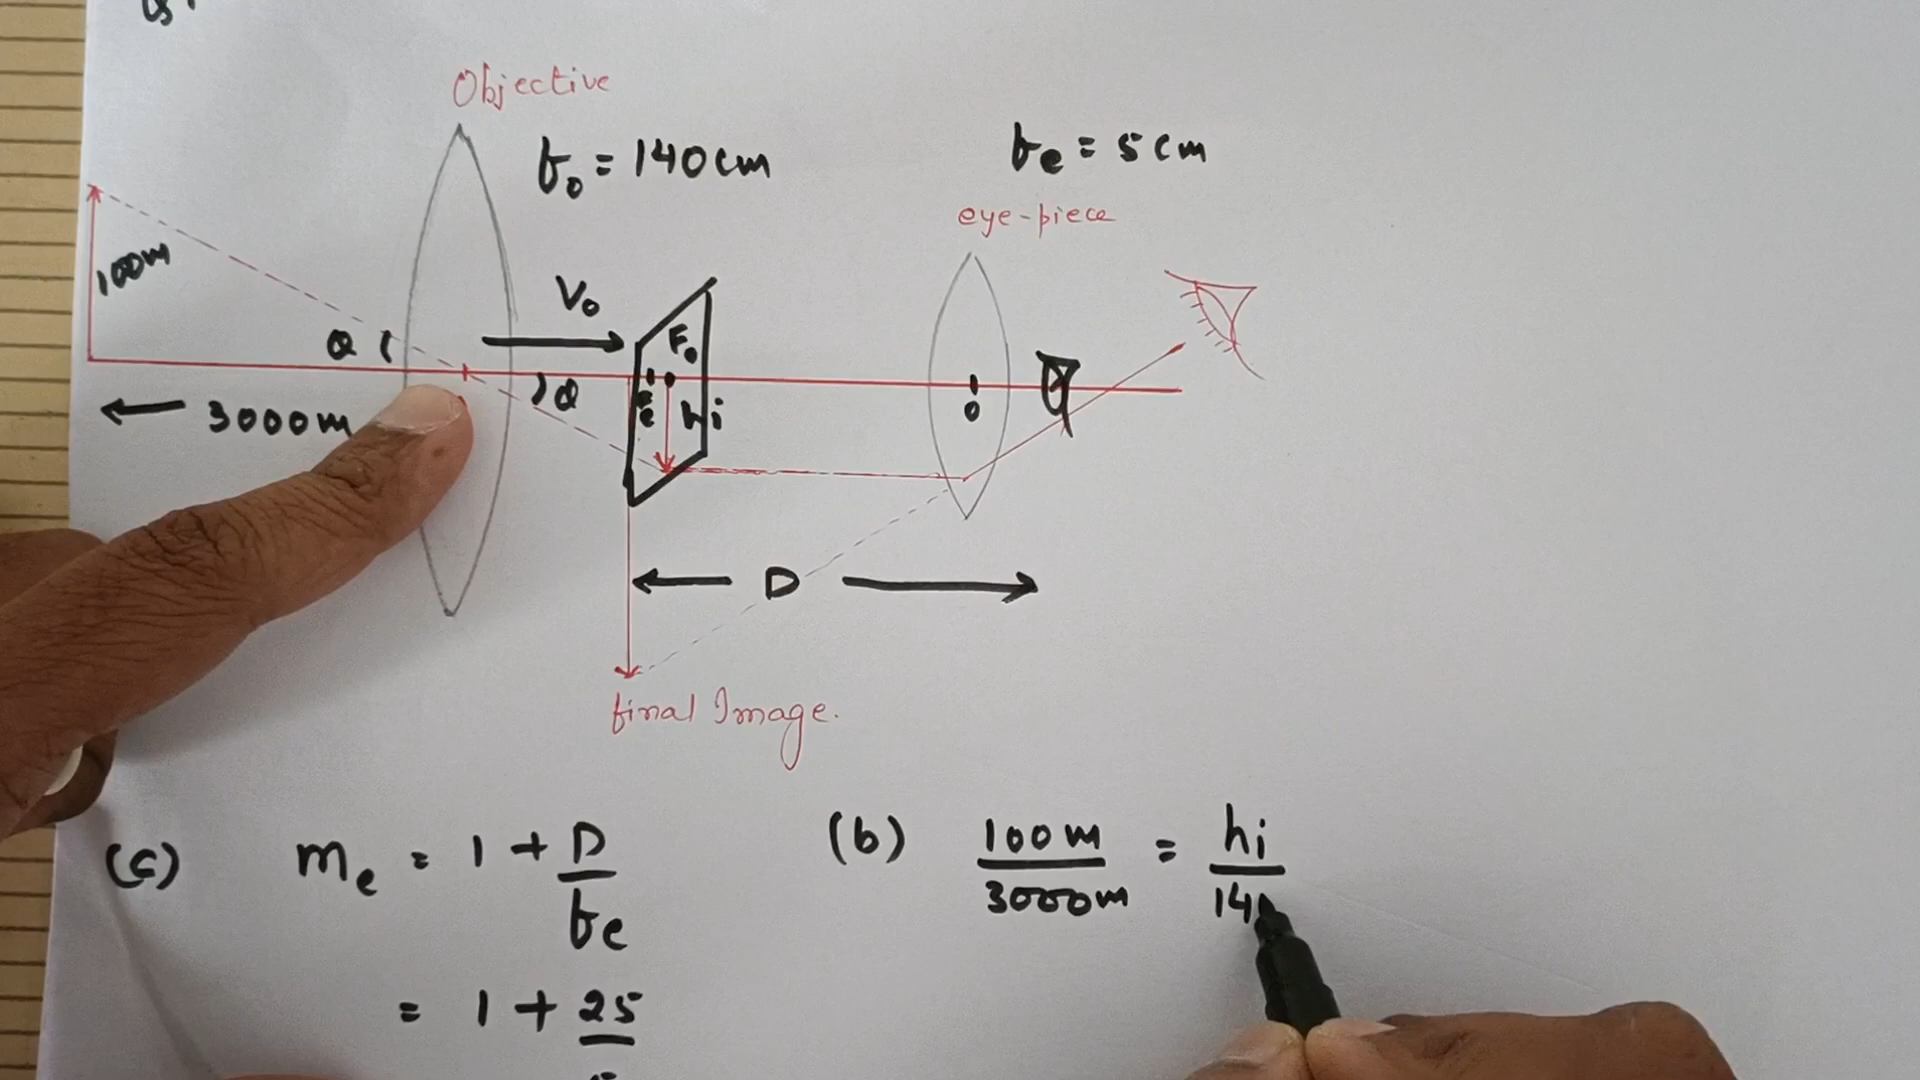 Objective
fo = 140cm
fe = 5cm
eye-piece
100m
Vo
Fo
θ
θ
hi
o
3000m
D
final Image.
(c) me = 1 + D
fe
= 1 + 25
(b) 100m = hi
3000m 14